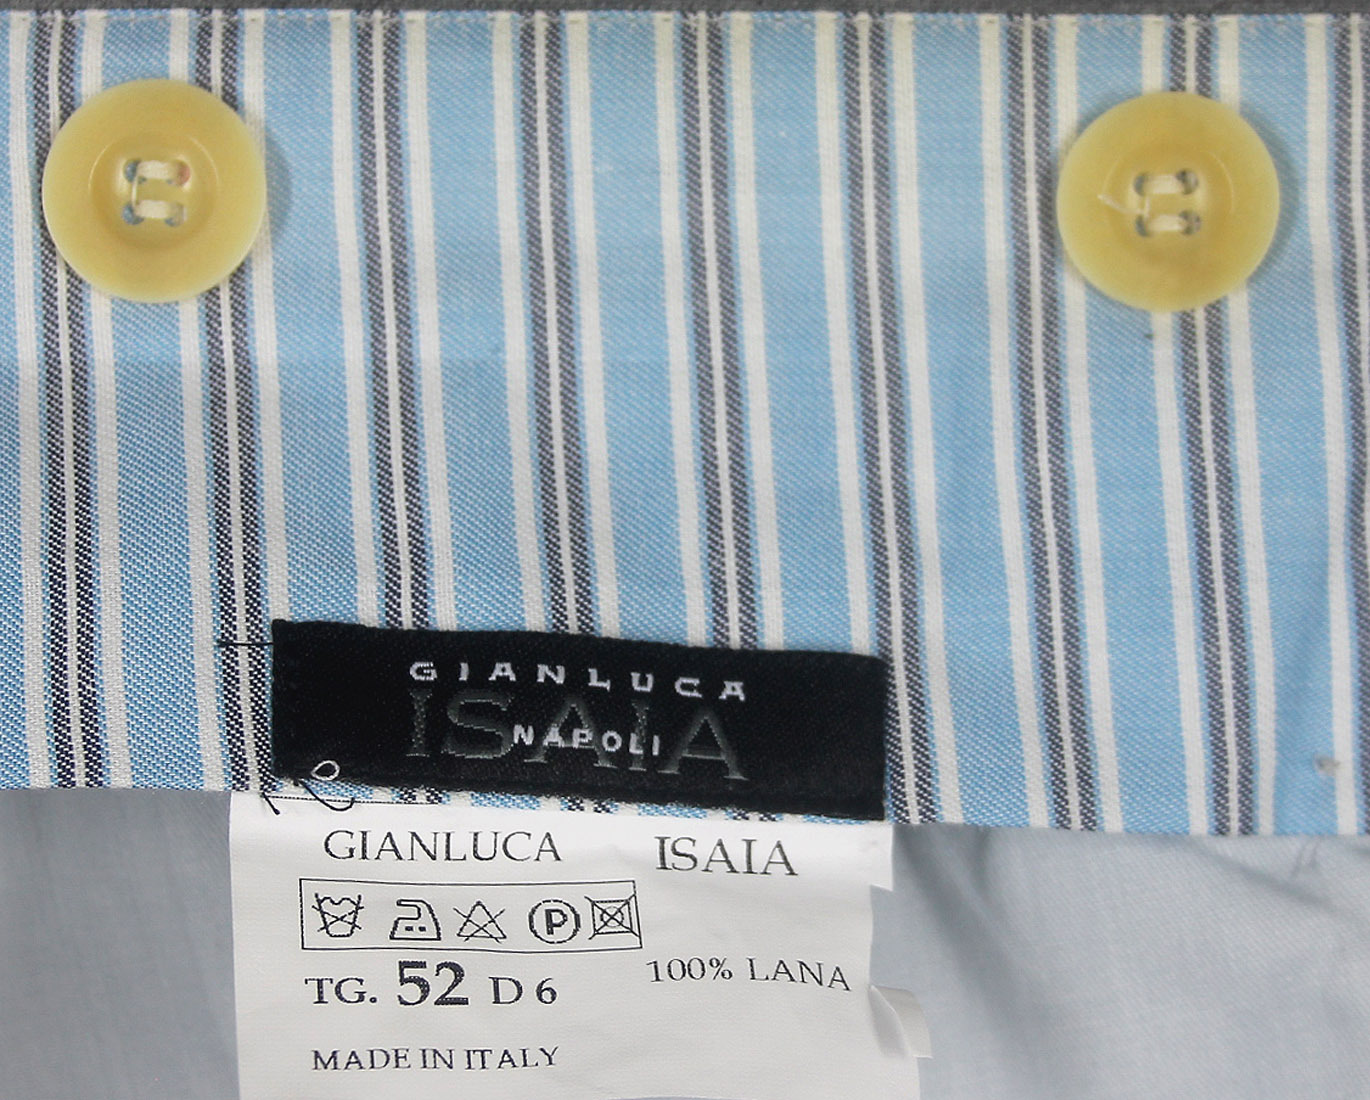 GIANLUCA
ISAIA
NAPOLI
GIANLUCA ISAIA
P
TG. 52 D 6
100% LANA
MADE IN ITALY